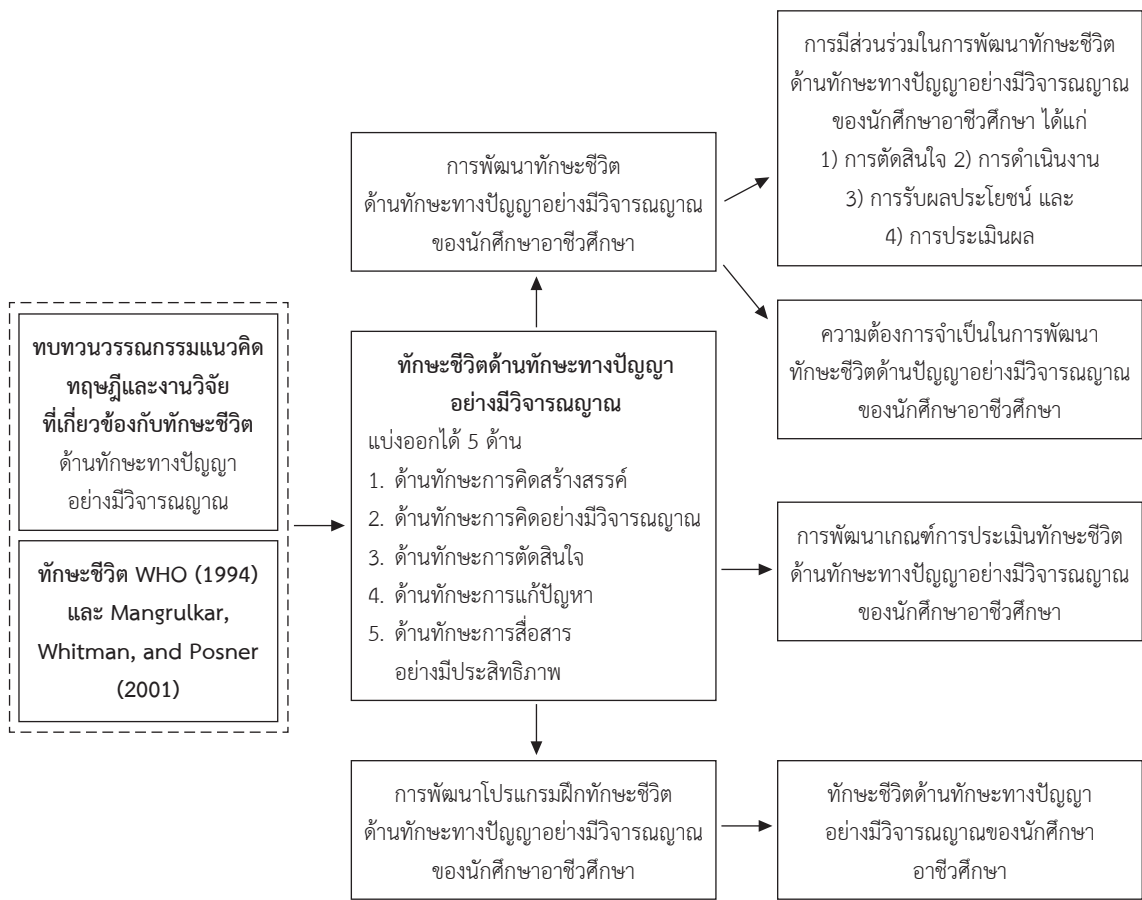 การมีส่วนร่วมในการพัฒนาทักษะชีวิต
ด้านทักษะทางปัญญาอย่างมีวิจารณญาณ
ของนักศึกษาอาชีวศึกษา ได้แก่
1) การตัดสินใจ 2) การดำเนินงาน
3) การรับผลประโยชน์ และ
4) การประเมินผล
การพัฒนาทักษะชีวิต
ด้านทักษะทางปัญญาอย่างมีวิจารณญาณ
ของนักศึกษาอาชีวศึกษา
ความต้องการจำเป็นในการพัฒนา
ทักษะชีวิตด้านปัญญาอย่างมีวิจารณญาณ
ของนักศึกษาอาชีวศึกษา
ทบทวนวรรณกรรมแนวคิด
ทฤษฎีและงานวิจัย
ที่เกี่ยวข้องกับทักษะชีวิต
ด้านทักษะทางปัญญา
อย่างมีวิจารณญาณ
ทักษะชีวิต WHO (1994)
และ Mangrulkar,
Whitman, and Posner
(2001)
ทักษะชีวิตด้านทักษะทางปัญญา
อย่างมีวิจารณญาณ
แบ่งออกได้ 5 ด้าน
1. ด้านทักษะการคิดสร้างสรรค์
2. ด้านทักษะการคิดอย่างมีวิจารณญาณ
3. ด้านทักษะการตัดสินใจ
4. ด้านทักษะการแก้ปัญหา
5. ด้านทักษะการสื่อสาร
อย่างมีประสิทธิภาพ
การพัฒนาเกณฑ์การประเมินทักษะชีวิต
ด้านทักษะทางปัญญาอย่างมีวิจารณญาณ
ของนักศึกษาอาชีวศึกษา
การพัฒนาโปรแกรมฝึกทักษะชีวิต
ด้านทักษะทางปัญญาอย่างมีวิจารณญาณ
ของนักศึกษาอาชีวศึกษา
ทักษะชีวิตด้านทักษะทางปัญญา
อย่างมีวิจารณญาณของนักศึกษา
อาชีวศึกษา